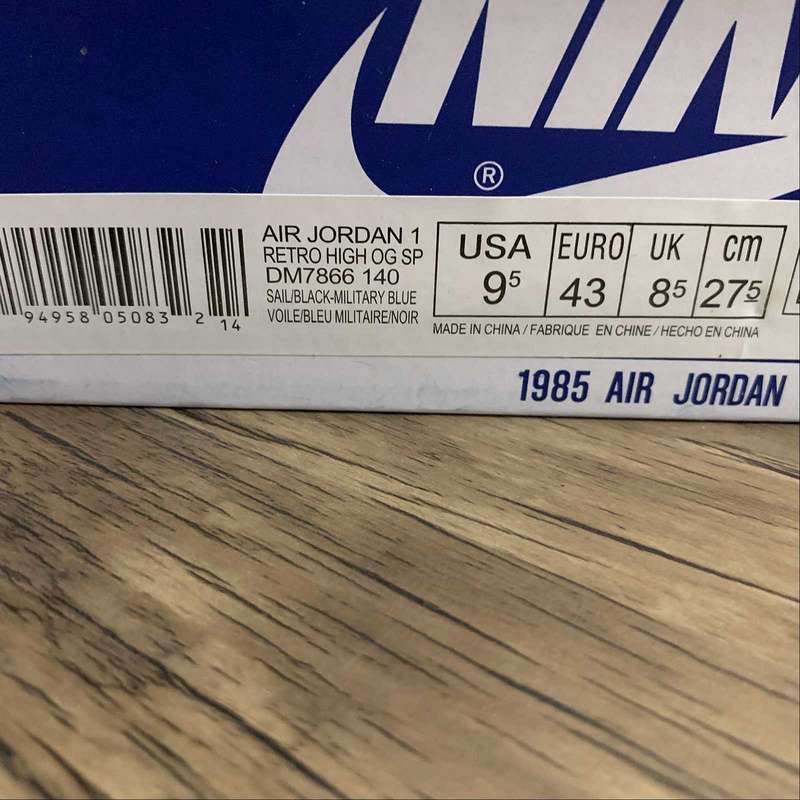 NIK
®
AIR JORDAN 1
RETRO HIGH OG SP
DM7866 140
SAIL/BLACK-MILITARY BLUE
VOILE/BLEU MILITAIRE/NOIR
94958 05083 2 14
USA EURO UK cm
9⁵ 43 8⁵ 27⁵
MADE IN CHINA / FABRIQUE EN CHINE / HECHO EN CHINA
1985 AIR JORDAN